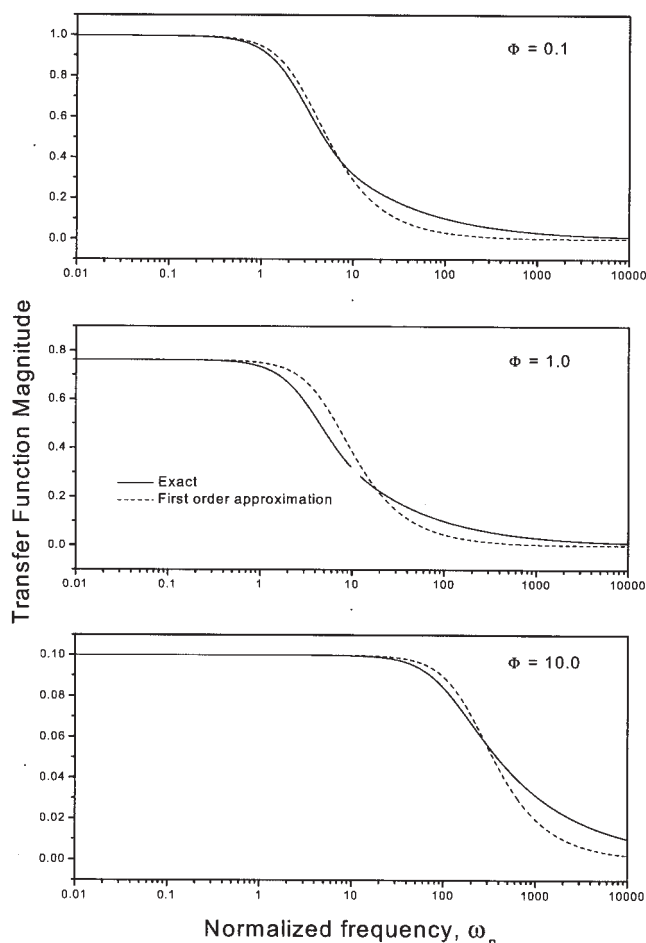 Φ = 0.1
1.0
0.8
0.6
0.4
0.2
0.0
0.01 0.1 1 10 100 1000 10000
Transfer Function Magnitude
Φ = 1.0
0.8
0.6
0.4
0.2
0.0
Exact
First order approximation
0.01 0.1 1 10 100 1000 10000
Φ = 10.0
0.10
0.08
0.06
0.04
0.02
0.00
0.01 0.1 1 10 100 1000 10000
Normalized frequency, ωn